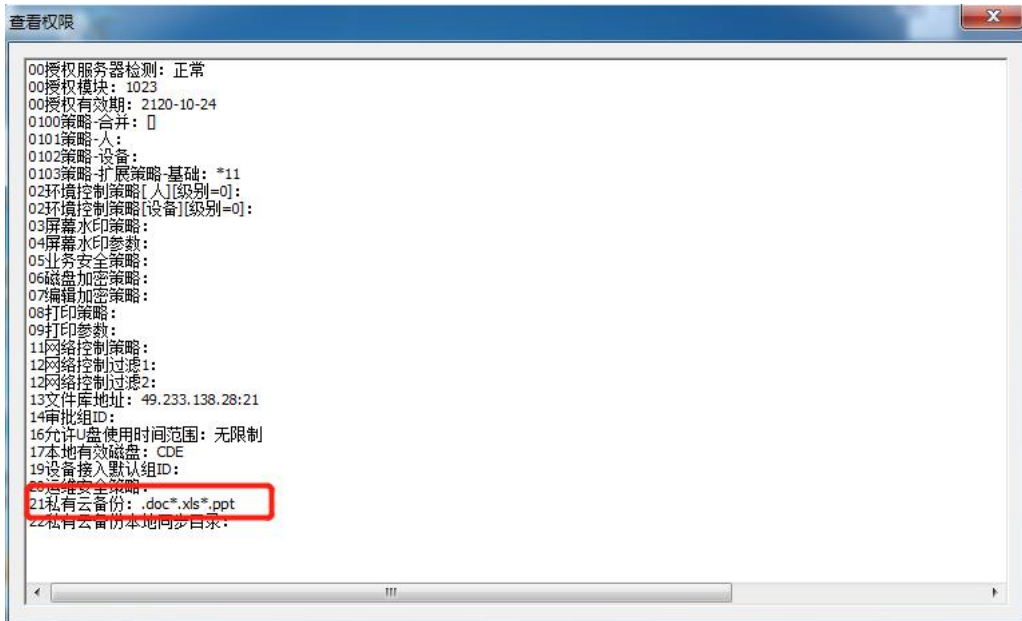 查看权限
00授权服务器检测：正常
00授权模块：1023
00授权有效期：2120-10-24
0100策略-合并：[]
0101策略-人：
0102策略-设备：
0103策略-扩展策略-基础：*11
02环境控制策略[人][级别=0]：
02环境控制策略[设备][级别=0]：
03屏幕水印策略：
04屏幕水印参数：
05业务安全策略：
06磁盘加密策略：
07编辑加密策略：
08打印策略：
09打印参数：
11网络控制策略：
12网络控制过滤1：
12网络控制过滤2：
13文件库地址：49.233.138.28:21
14审批组ID：
16允许U盘使用时间范围：无限制
17本地有效磁盘：CDE
19设备接入默认组ID：
20运维安全策略：
21私有云备份：.doc*.xls*.ppt
22私有云备份本地同步目录：